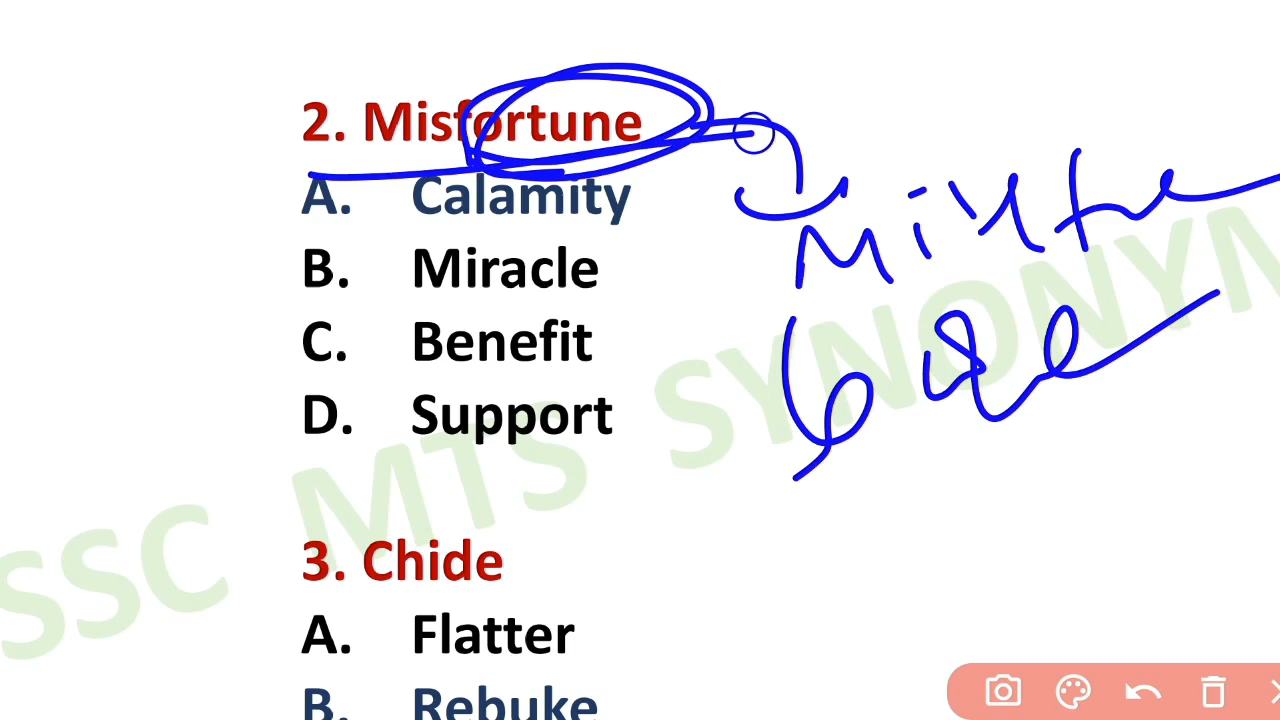 2. Misfortune
A. Calamity
B. Miracle
C. Benefit
D. Support
SSC MTS SYNONYM
3. Chide
A. Flatter
B. Rebuke